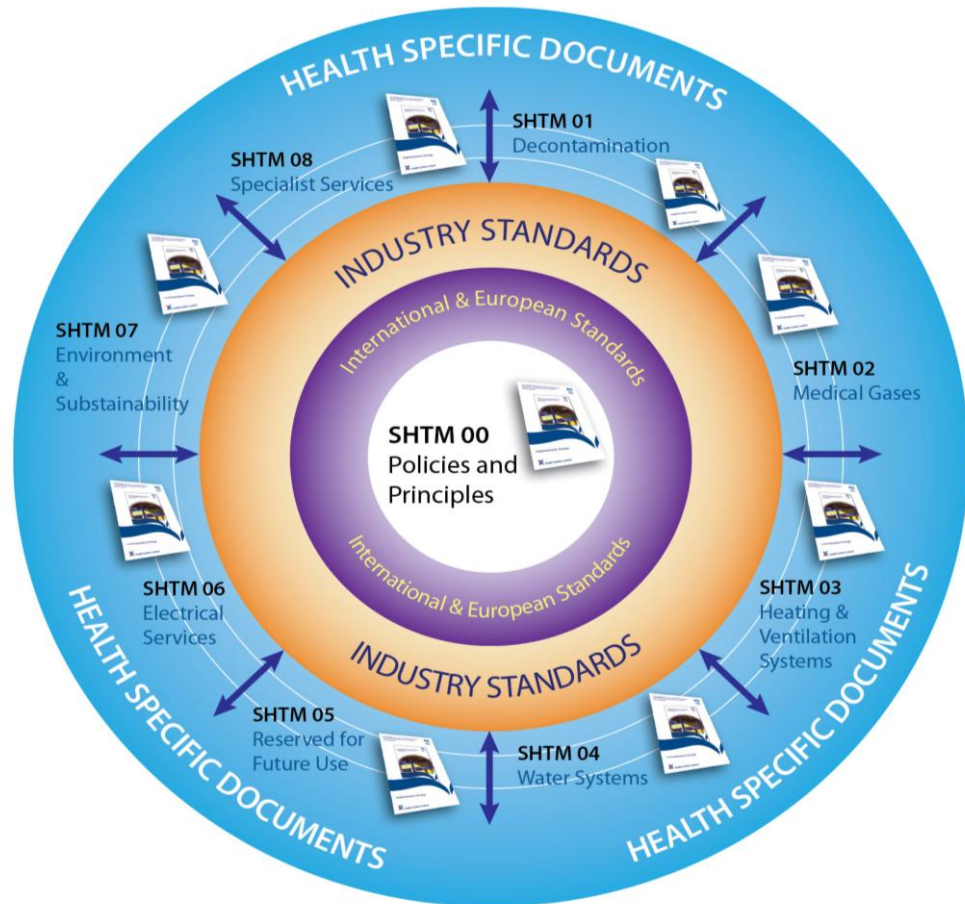 HEALTH SPECIFIC DOCUMENTS
SHTM 01
Decontamination
SHTM 08
Specialist Services
INDUSTRY STANDARDS
International & European Standards
SHTM 07
Environment
&
Substainability
SHTM 02
Medical Gases
SHTM 00
Policies and
Principles
International & European Standards
SHTM 06
Electrical
Services
SHTM 03
Heating &
Ventilation
Systems
INDUSTRY STANDARDS
SHTM 05
Reserved for
Future Use
SHTM 04
Water Systems
HEALTH SPECIFIC DOCUMENTS
HEALTH SPECIFIC DOCUMENTS